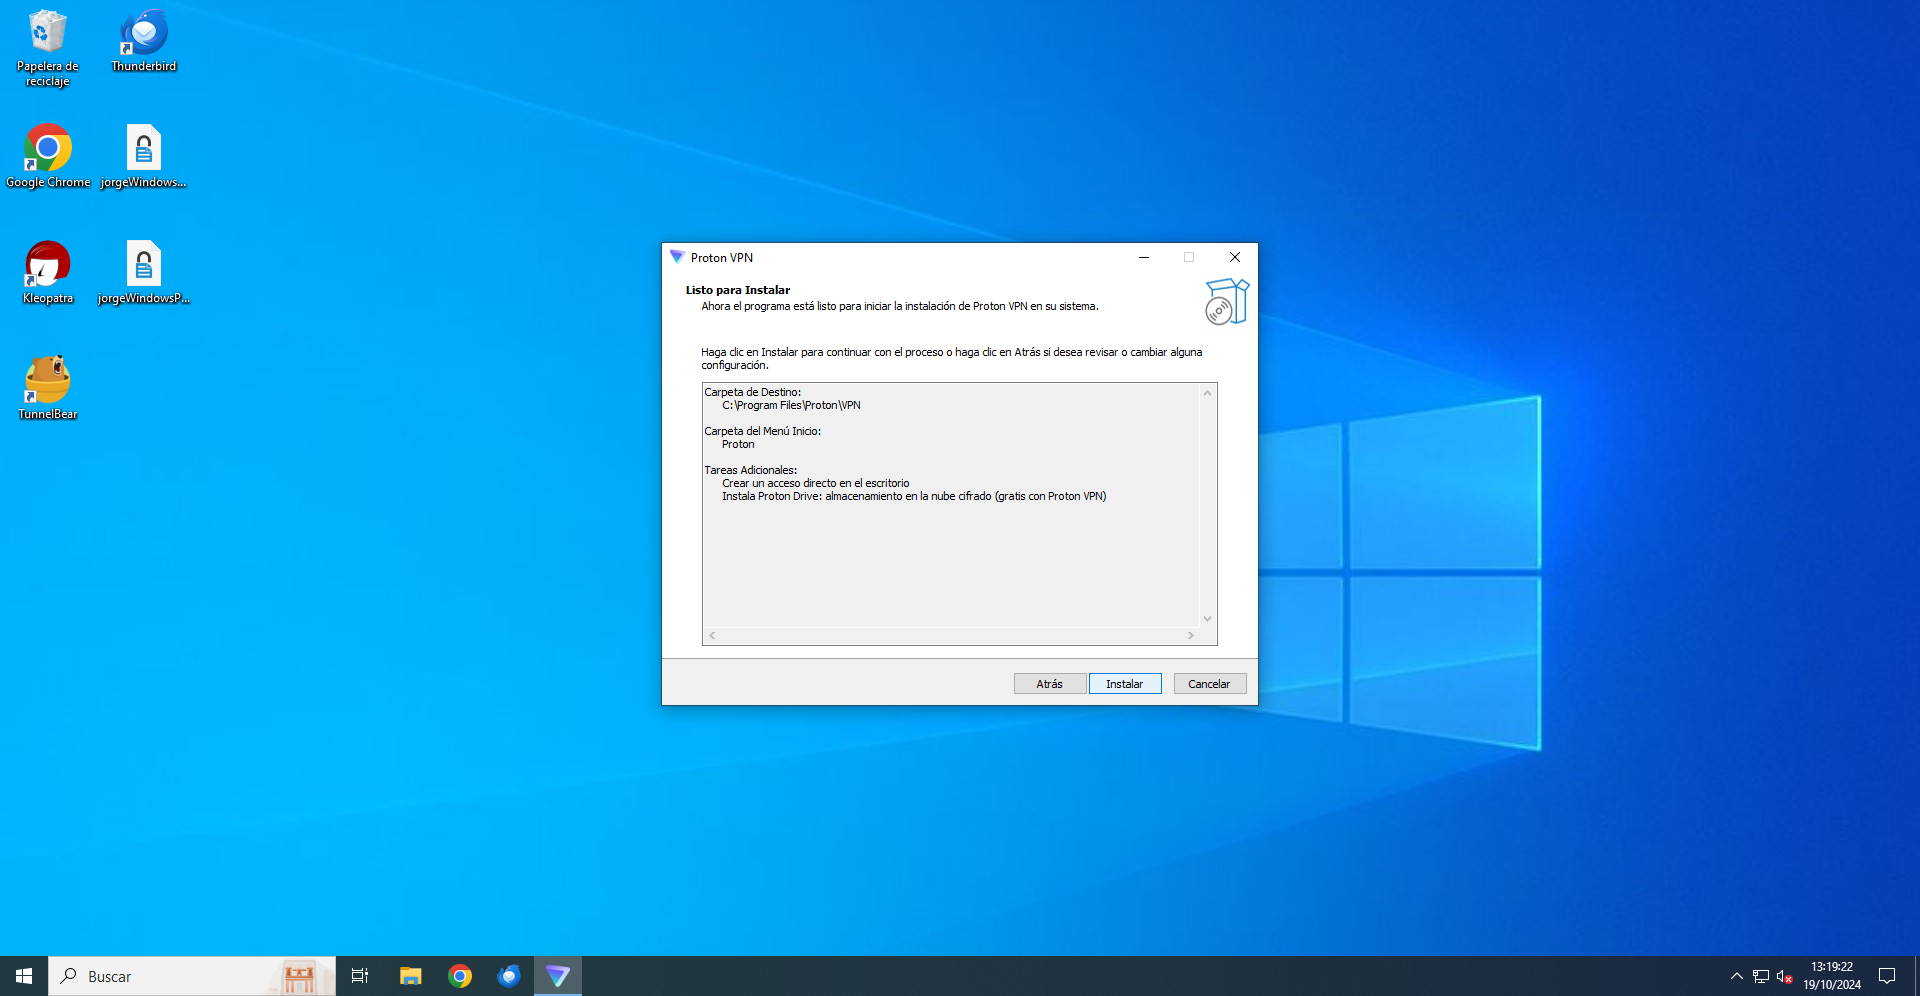 Papelera de
reciclaje
Thunderbird
Google Chrome
jorgeWindows...
Kleopatra
jorgeWindowsP...
TunnelBear
Proton VPN
Listo para Instalar
Ahora el programa está listo para iniciar la instalación de Proton VPN en su sistema.
Haga clic en Instalar para continuar con el proceso o haga clic en Atrás si desea revisar o cambiar alguna
configuración.
Carpeta de Destino:
C:\Program Files\Proton\VPN
Carpeta del Menú Inicio:
Proton
Tareas Adicionales:
Crear un acceso directo en el escritorio
Instala Proton Drive: almacenamiento en la nube cifrado (gratis con Proton VPN)
Atrás
Instalar
Cancelar
Buscar
13:19:22
19/10/2024